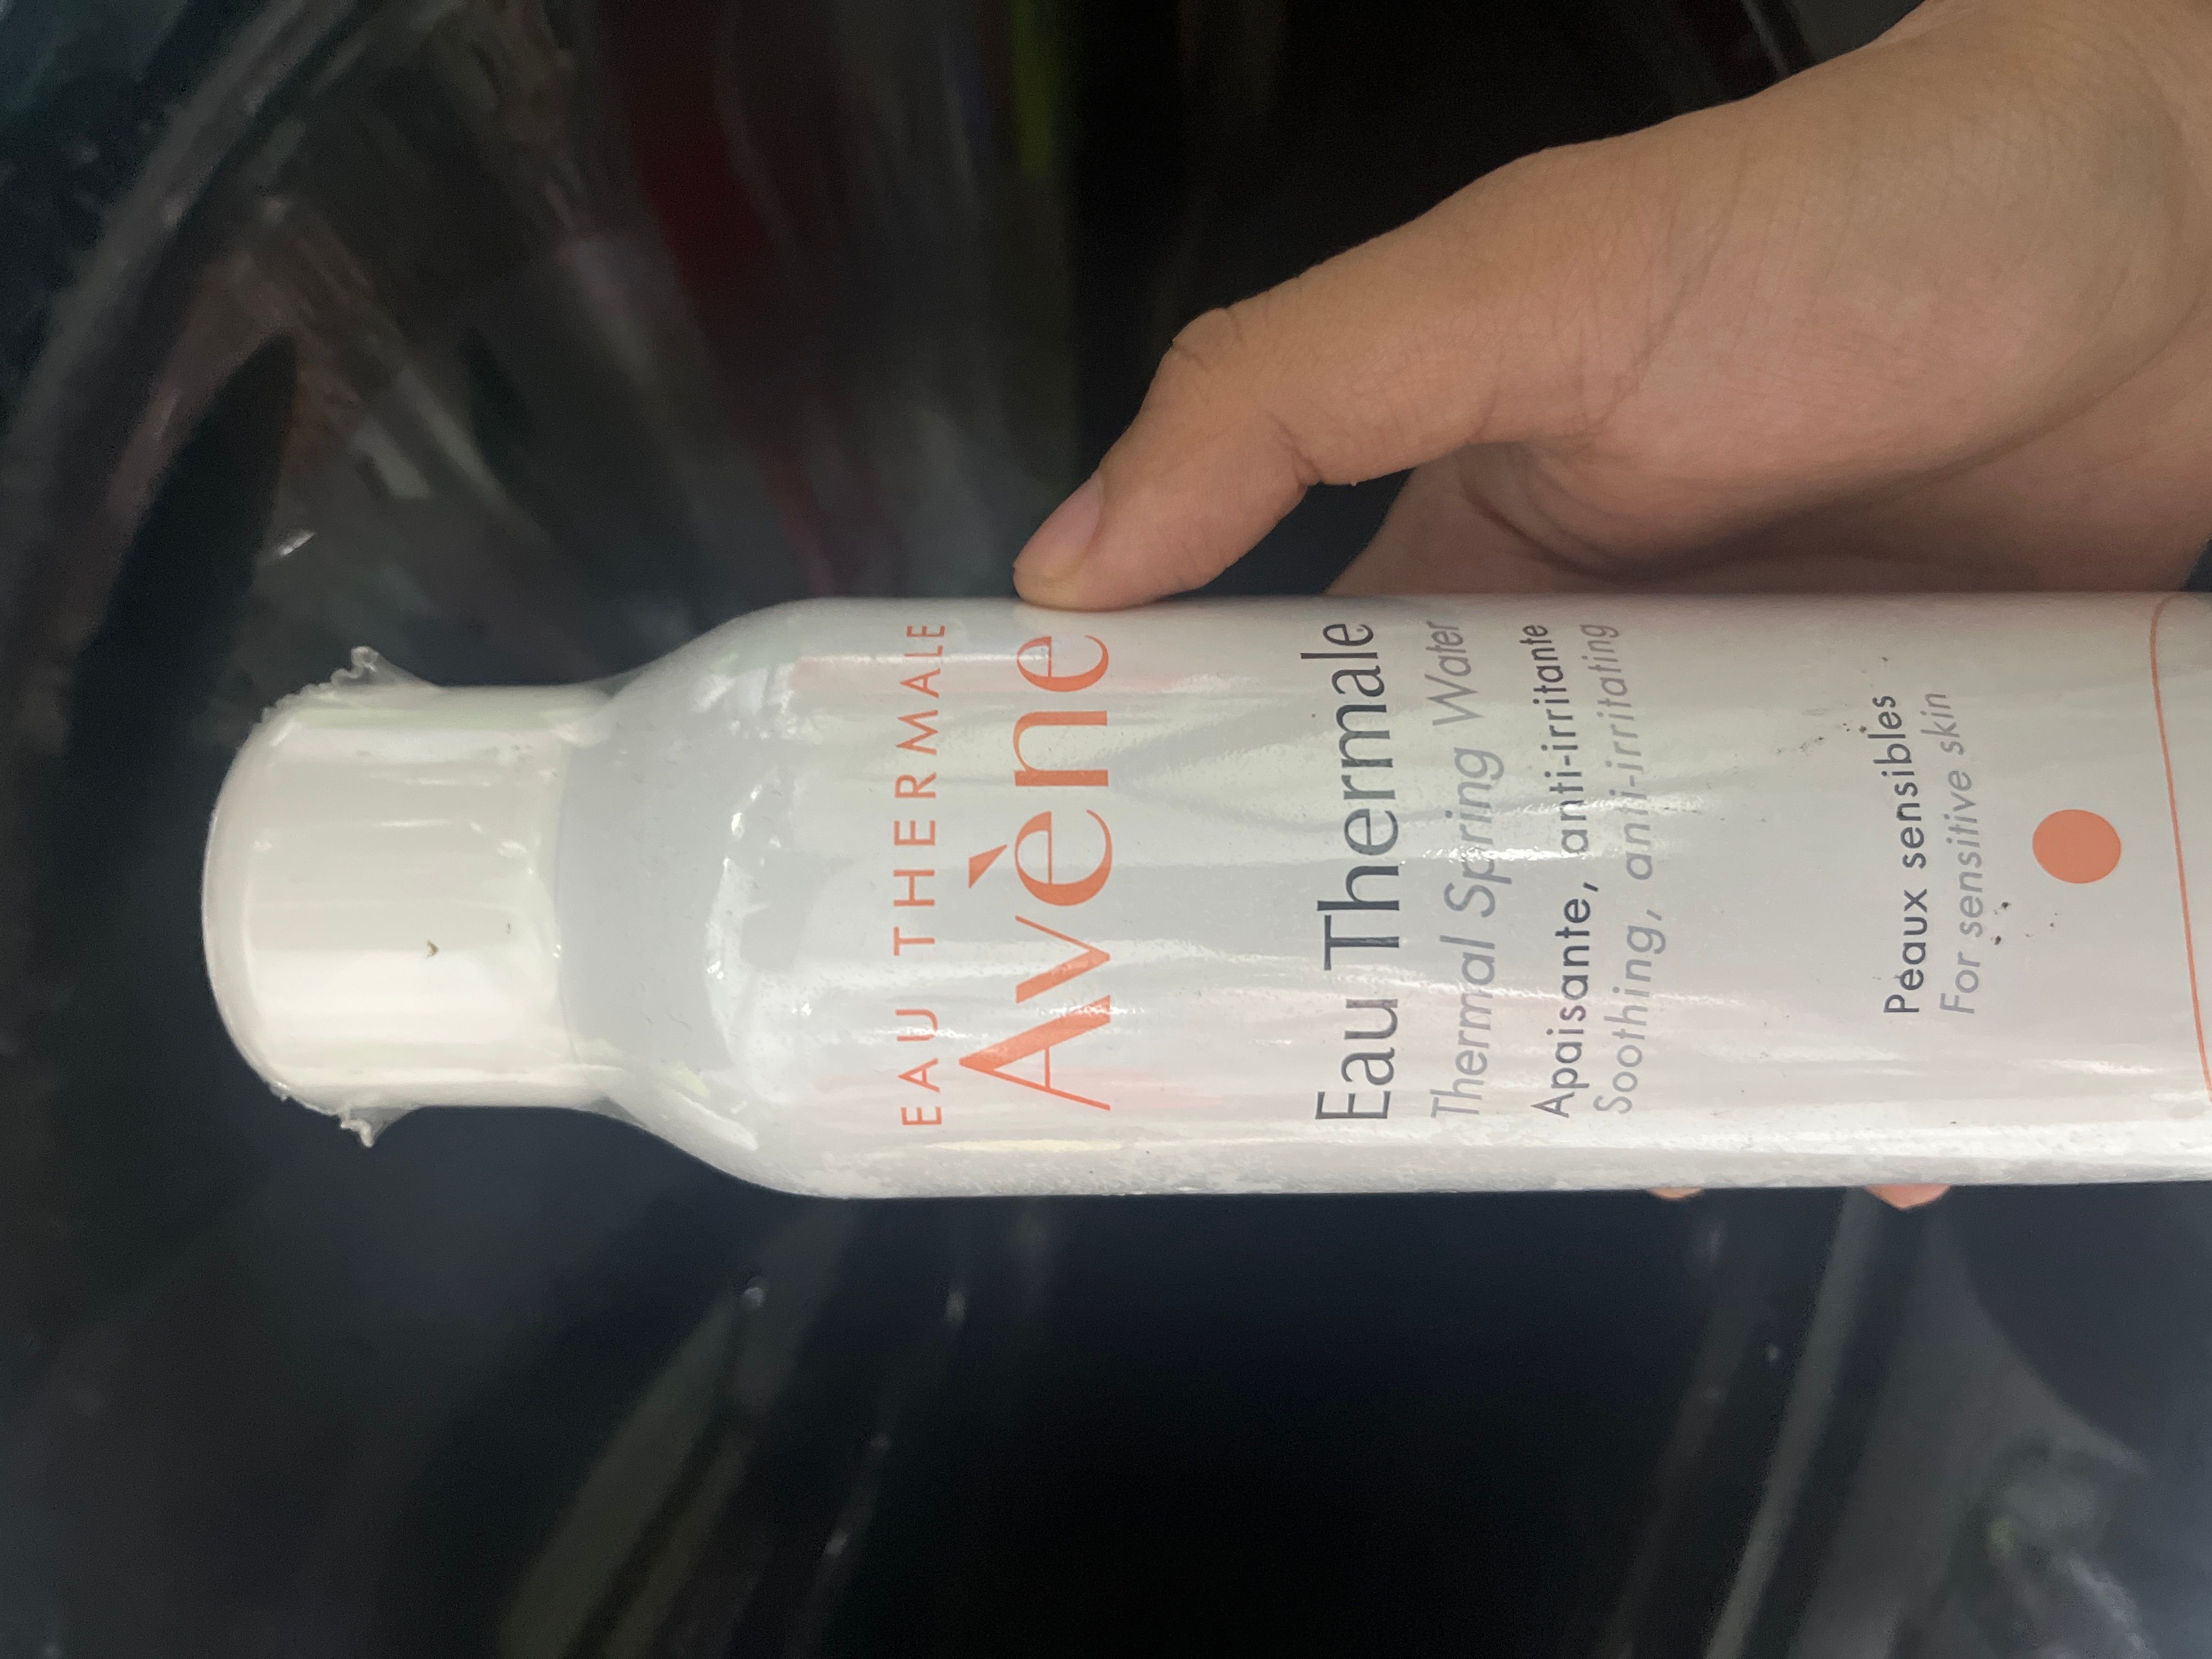 EAU THERMALE
Avène
Eau Thermale
Thermal Spring Water
Apaisante, anti-irritante
Soothing, anti-irritating
Peaux sensibles
For sensitive skin